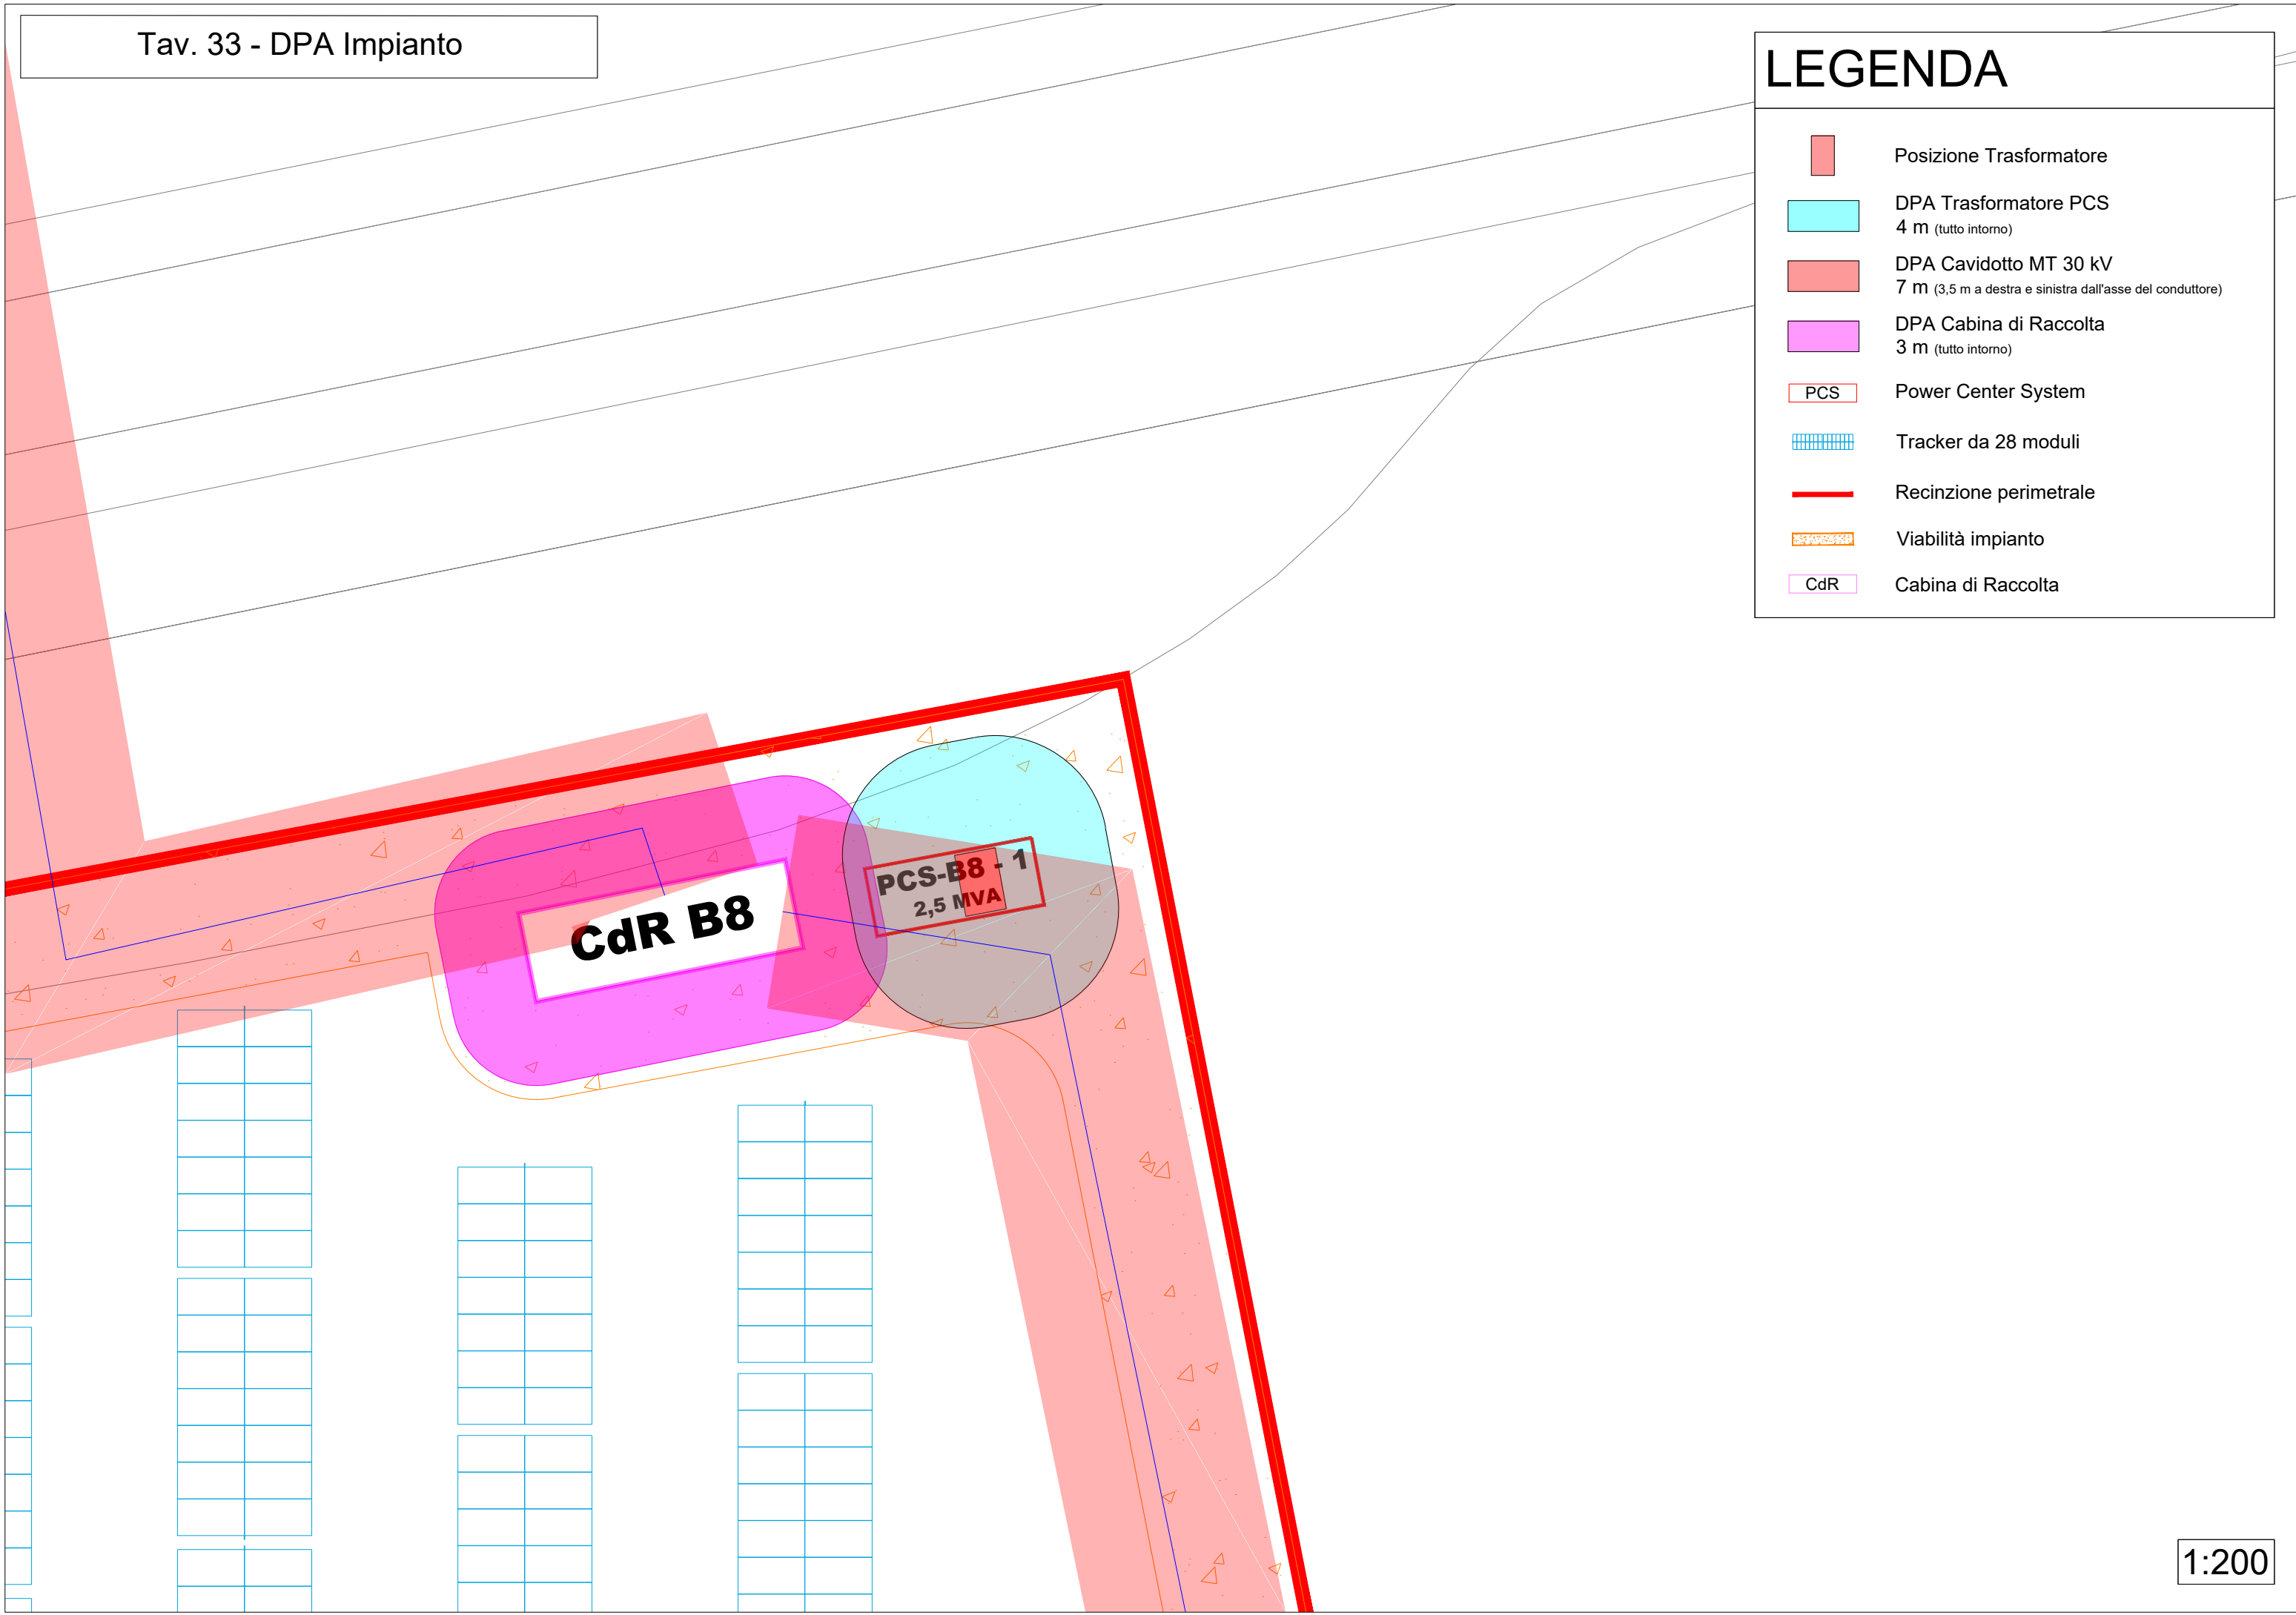 Tav. 33 - DPA Impianto
LEGENDA
Posizione Trasformatore
DPA Trasformatore PCS
4 m (tutto intorno)
DPA Cavidotto MT 30 kV
7 m (3,5 m a destra e sinistra dall'asse del conduttore)
DPA Cabina di Raccolta
3 m (tutto intorno)
PCS Power Center System
Tracker da 28 moduli
Recinzione perimetrale
Viabilità impianto
CdR Cabina di Raccolta
PCS-B8 - 1
2,5 MVA
CdR B8
1:200